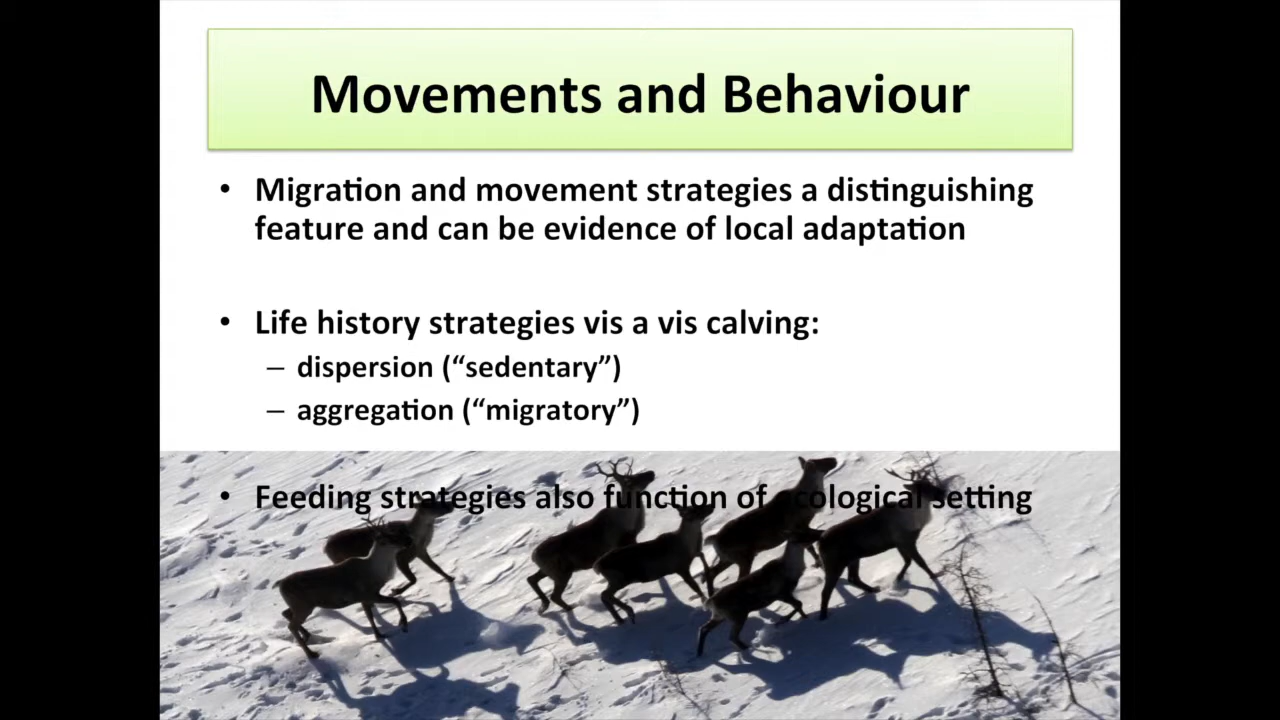 Movements and Behaviour
• Migration and movement strategies a distinguishing
feature and can be evidence of local adaptation
• Life history strategies vis a vis calving:
– dispersion (“sedentary”)
– aggregation (“migratory”)
• Feeding strategies also function of ecological setting